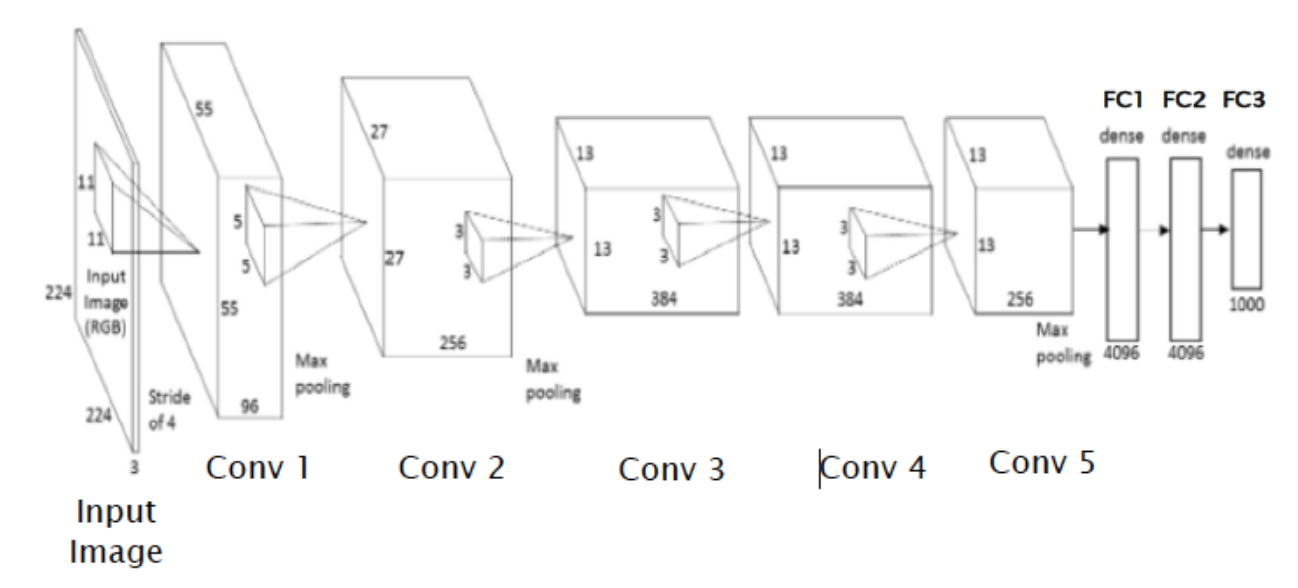 224
224
3
11
11
Input
Image
(RGB)
Stride
of 4
55
55
96
5
5
Max
pooling
27
27
256
3
3
Max
pooling
13
13
384
3
3
13
13
384
3
3
13
13
256
Max
pooling
FC1 FC2 FC3
dense dense dense
4096 4096 1000
Conv 1 Conv 2 Conv 3 Conv 4 Conv 5
Input
Image